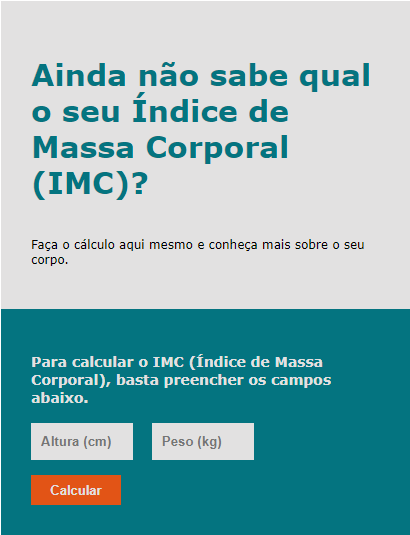 Ainda não sabe qual
o seu Índice de
Massa Corporal
(IMC)?
Faça o cálculo aqui mesmo e conheça mais sobre o seu
corpo.
Para calcular o IMC (Índice de Massa
Corporal), basta preencher os campos
abaixo.
Altura (cm) Peso (kg)
Calcular